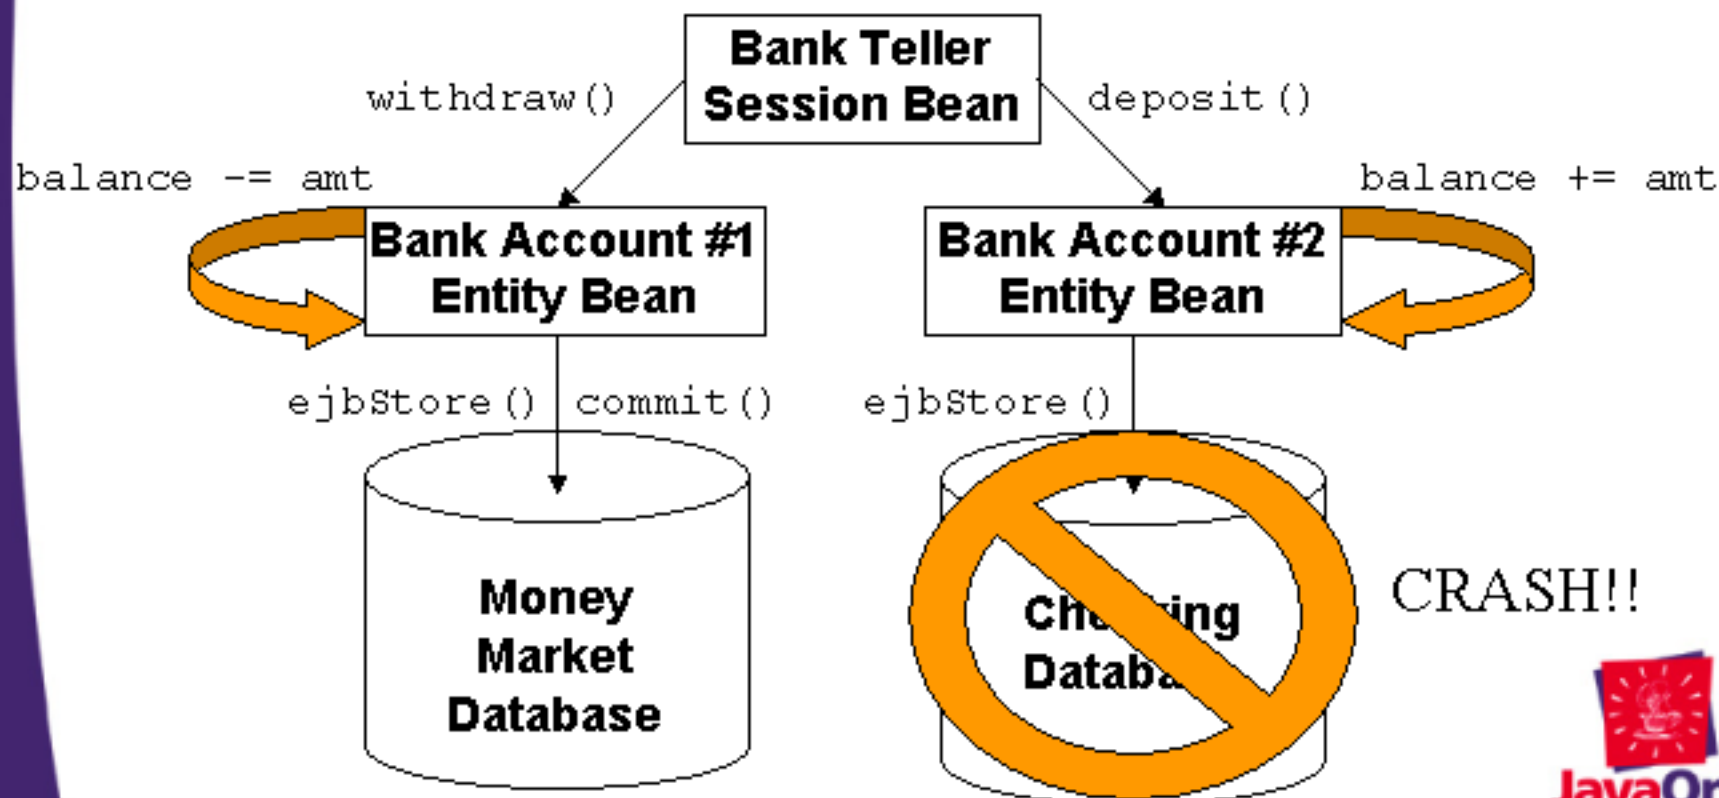 Bank Teller
Session Bean
withdraw()
deposit()
balance -= amt
balance += amt
Bank Account #1
Entity Bean
Bank Account #2
Entity Bean
ejbStore()
commit()
ejbStore()
Money
Market
Database
CRASH!!